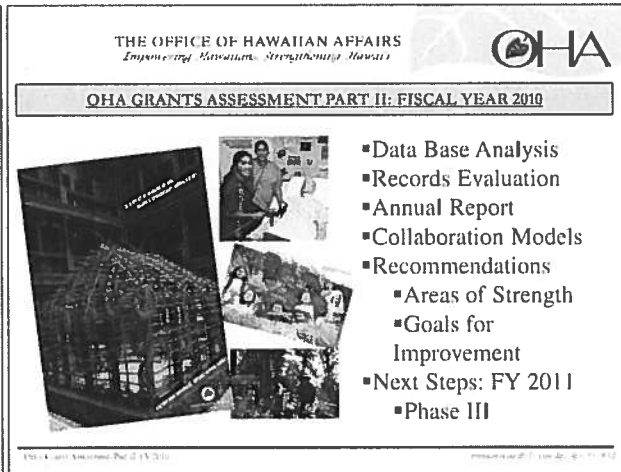 THE OFFICE OF HAWAIIAN AFFAIRS
Empowering Hawaiians, Strengthening Hawai'i
OHA
OHA GRANTS ASSESSMENT PART II: FISCAL YEAR 2010
▪Data Base Analysis
▪Records Evaluation
▪Annual Report
▪Collaboration Models
▪Recommendations
▪Areas of Strength
▪Goals for
Improvement
▪Next Steps: FY 2011
▪Phase III